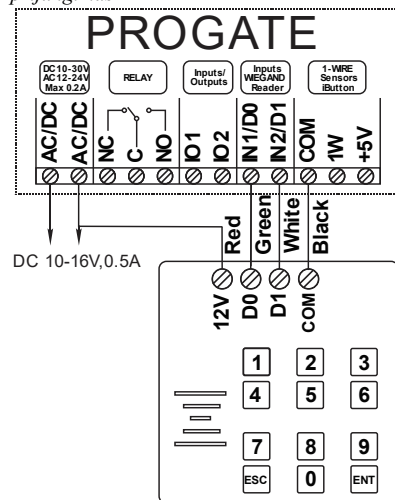 PROGATE
DC10-30V
AC12-24V
Max 0.2A
RELAY
Inputs/
Outputs
Inputs
WIEGAND
Reader
1-WIRE
Sensors
iButton
AC/DC
AC/DC
NC
C
NO
IO1
IO2
IN1/D0
IN2/D1
COM
1W
+5V
Red
Green
White
Black
DC 10-16V,0.5A
12V
D0
D1
COM
1 2 3
4 5 6
7 8 9
ESC 0 ENT